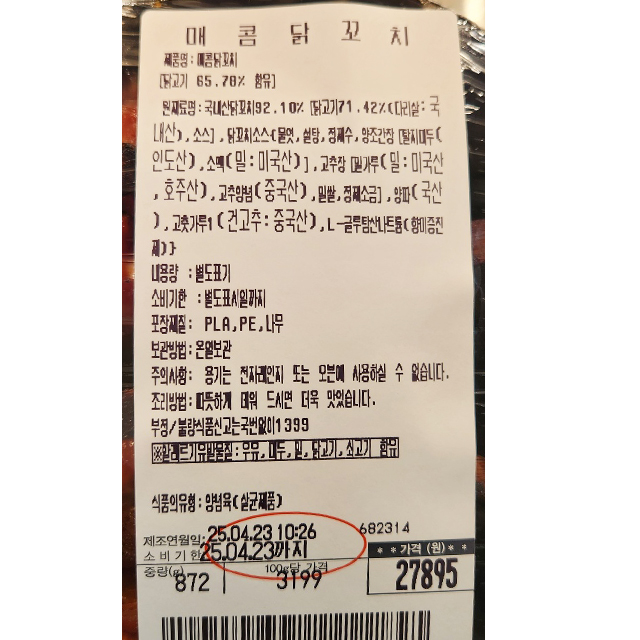 매 콤 닭 꼬 치
제품명 : 매콤닭꼬치
[닭고기 65.78% 함유]
원재료명 : 국내산닭꼬치92.10% [닭고기71.42%(다리살: 국
내산),소스],닭꼬치소스{물엿,설탕,정제수,양조간장 [탈지대두(
인도산),소맥(밀: 미국산)],고추장 [밀가루(밀: 미국산
,호주산),고추양념(중국산),밀쌀,정제소금],양파(국산
),고춧가루1(건고추: 중국산),L-글루탐산나트륨(향미증진
제)}
내용량 : 별도표기
소비기한 : 별도표시일까지
포장재질: PLA,PE,나무
보관방법: 온열보관
주의사항: 용기는 전자레인지 또는 오븐에 사용하실 수 없습니다.
조리방법: 따뜻하게 데워 드시면 더욱 맛있습니다.
부정/불량식품신고는국번없이1399
※알레르기유발물질 : 우유,대두,밀,닭고기,쇠고기 함유
식품의유형: 양념육(살균제품)
제조연월일: 25.04.23 10:26 682314
소 비 기 한 25.04.23까지 * * 가격 (원) * *
중량(g) 100g당 가격
872 3199 27895